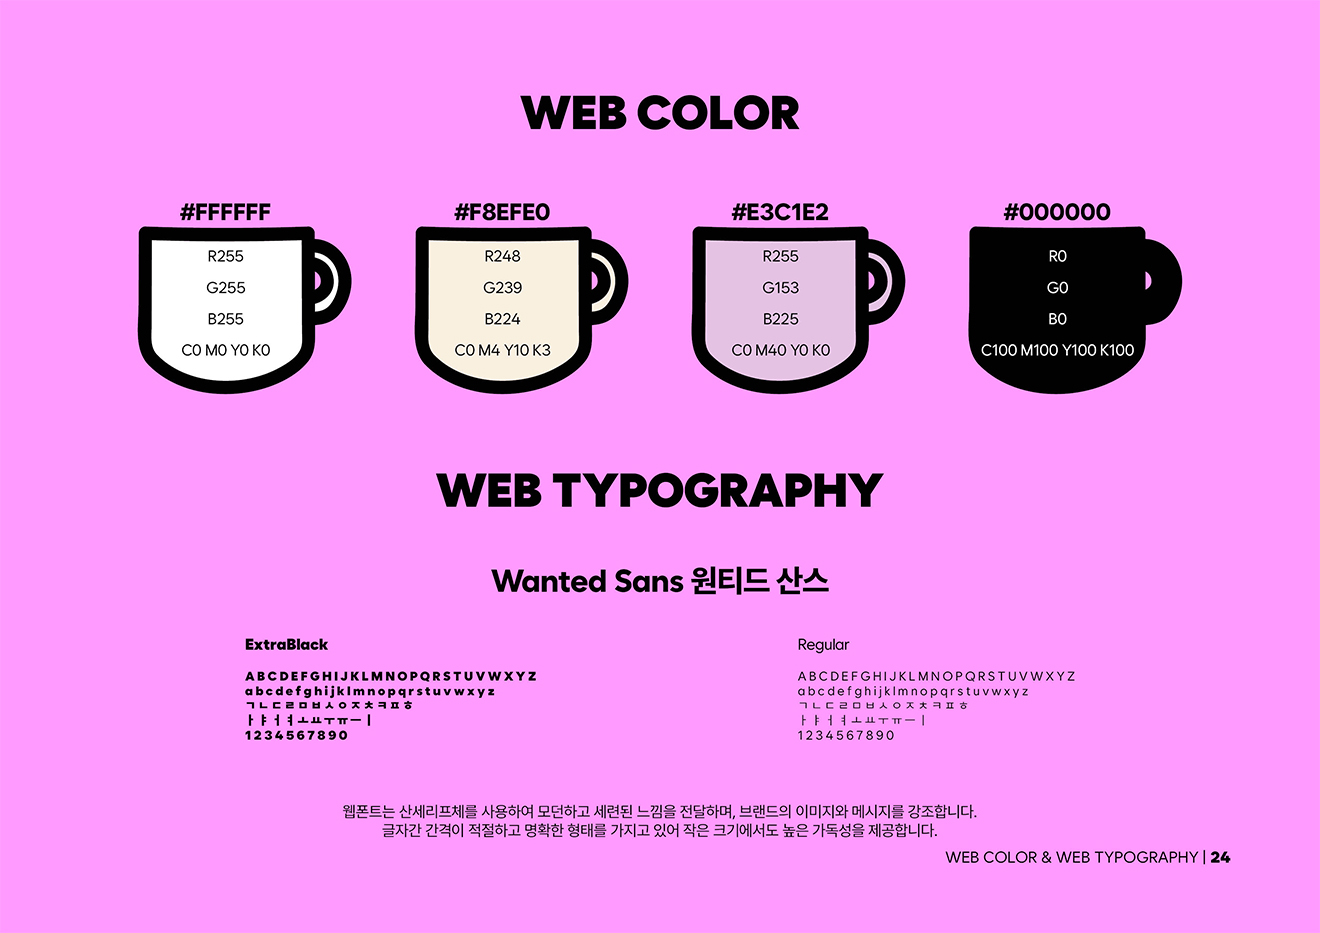 WEB COLOR
#FFFFFF
R255
G255
B255
C0 M0 Y0 K0
#F8EFE0
R248
G239
B224
C0 M4 Y10 K3
#E3C1E2
R255
G153
B225
C0 M40 Y0 K0
#000000
R0
G0
B0
C100 M100 Y100 K100
WEB TYPOGRAPHY
Wanted Sans 원티드 산스
ExtraBlack
ABCDEFGHIJKLMNOPQRSTUVWXYZ
abcdefghijklmnopqrstuvwxyz
ㄱㄴㄷㄹㅁㅂㅅㅇㅈㅊㅋㅍㅎ
ㅏㅑㅓㅕㅗㅛㅜㅠㅡㅣ
1234567890
Regular
ABCDEFGHIJKLMNOPQRSTUVWXYZ
abcdefghijklmnopqrstuvwxyz
ㄱㄴㄷㄹㅁㅂㅅㅇㅈㅊㅋㅍㅎ
ㅏㅑㅓㅕㅗㅛㅜㅠㅡㅣ
1234567890
웹폰트는 산세리프체를 사용하여 모던하고 세련된 느낌을 전달하며, 브랜드의 이미지와 메시지를 강조합니다.
글자간 간격이 적절하고 명확한 형태를 가지고 있어 작은 크기에서도 높은 가독성을 제공합니다.
WEB COLOR & WEB TYPOGRAPHY | 24